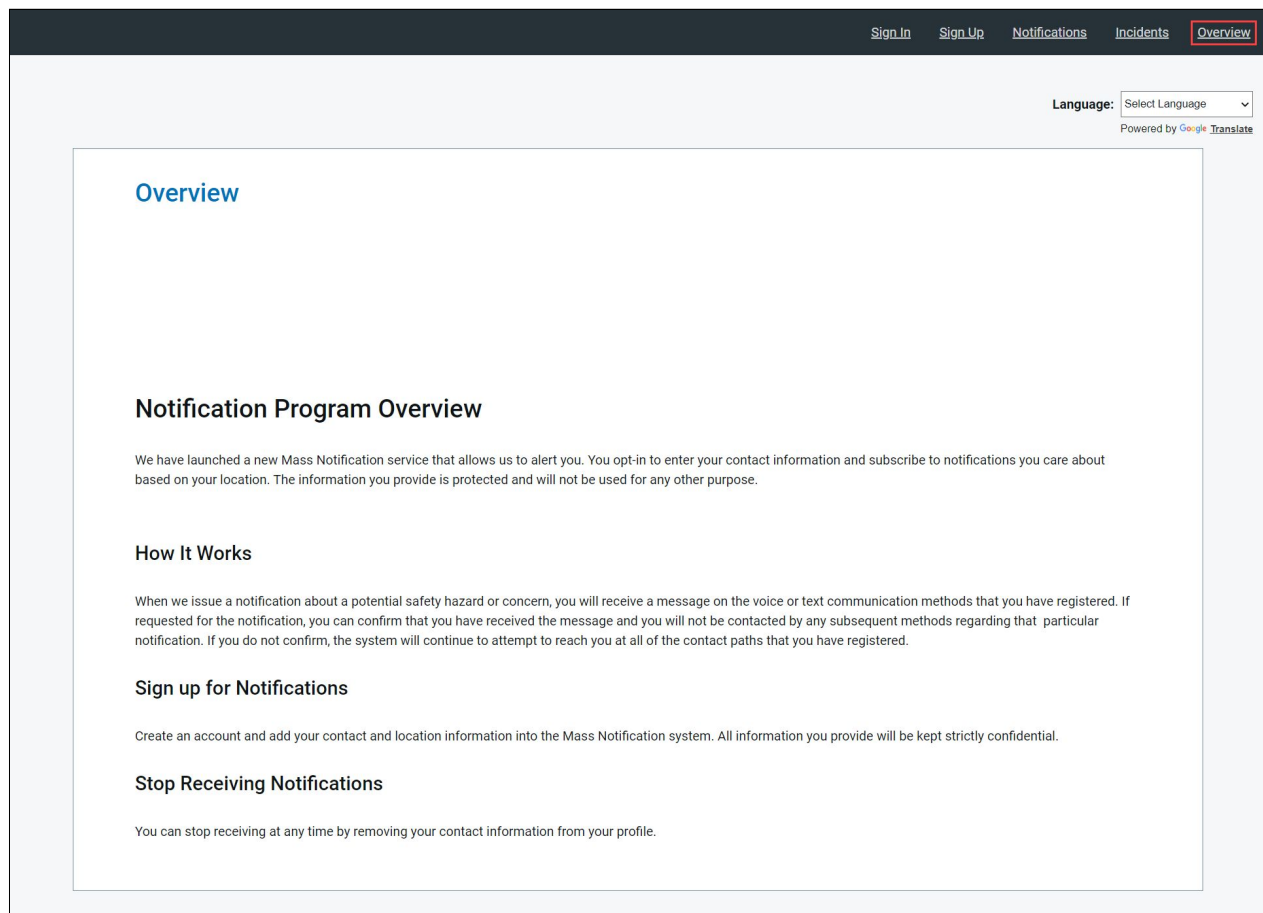 Sign In Sign Up Notifications Incidents Overview
Language: Select Language
Powered by Google Translate
Overview
Notification Program Overview
We have launched a new Mass Notification service that allows us to alert you. You opt-in to enter your contact information and subscribe to notifications you care about
based on your location. The information you provide is protected and will not be used for any other purpose.
How It Works
When we issue a notification about a potential safety hazard or concern, you will receive a message on the voice or text communication methods that you have registered. If
requested for the notification, you can confirm that you have received the message and you will not be contacted by any subsequent methods regarding that particular
notification. If you do not confirm, the system will continue to attempt to reach you at all of the contact paths that you have registered.
Sign up for Notifications
Create an account and add your contact and location information into the Mass Notification system. All information you provide will be kept strictly confidential.
Stop Receiving Notifications
You can stop receiving at any time by removing your contact information from your profile.